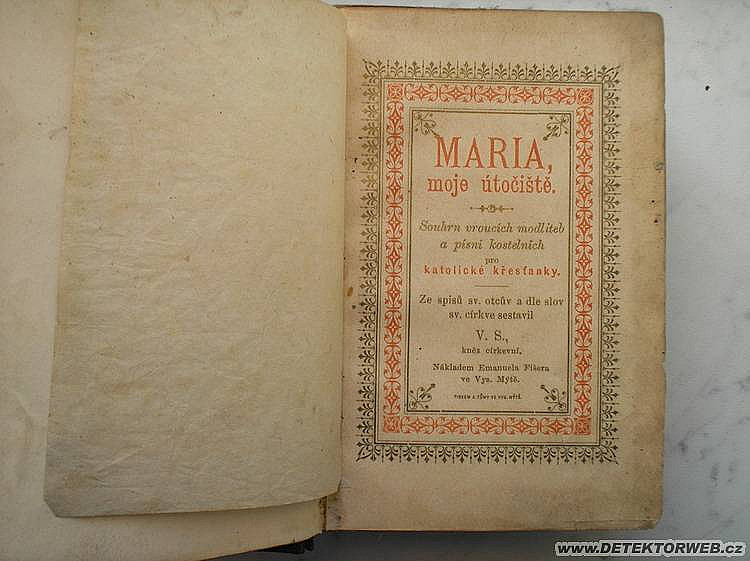 MARIA,
moje útočiště.
Souhrn vroucích modliteb
a písní kostelních
pro
katolické křesťanky.
Ze spisů sv. otcův a dle slov
sv. církve sestavil
V. S.,
kněz církevní.
Nákladem Emanuela Fišera
ve Vys. Mýtě.
WWW.DETEKTORWEB.CZ